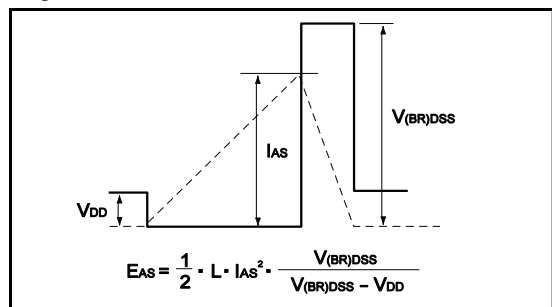 V(BR)DSS
IAS
VDD
EAS = 1/2 · L · IAS² · V(BR)DSS / (V(BR)DSS – VDD)